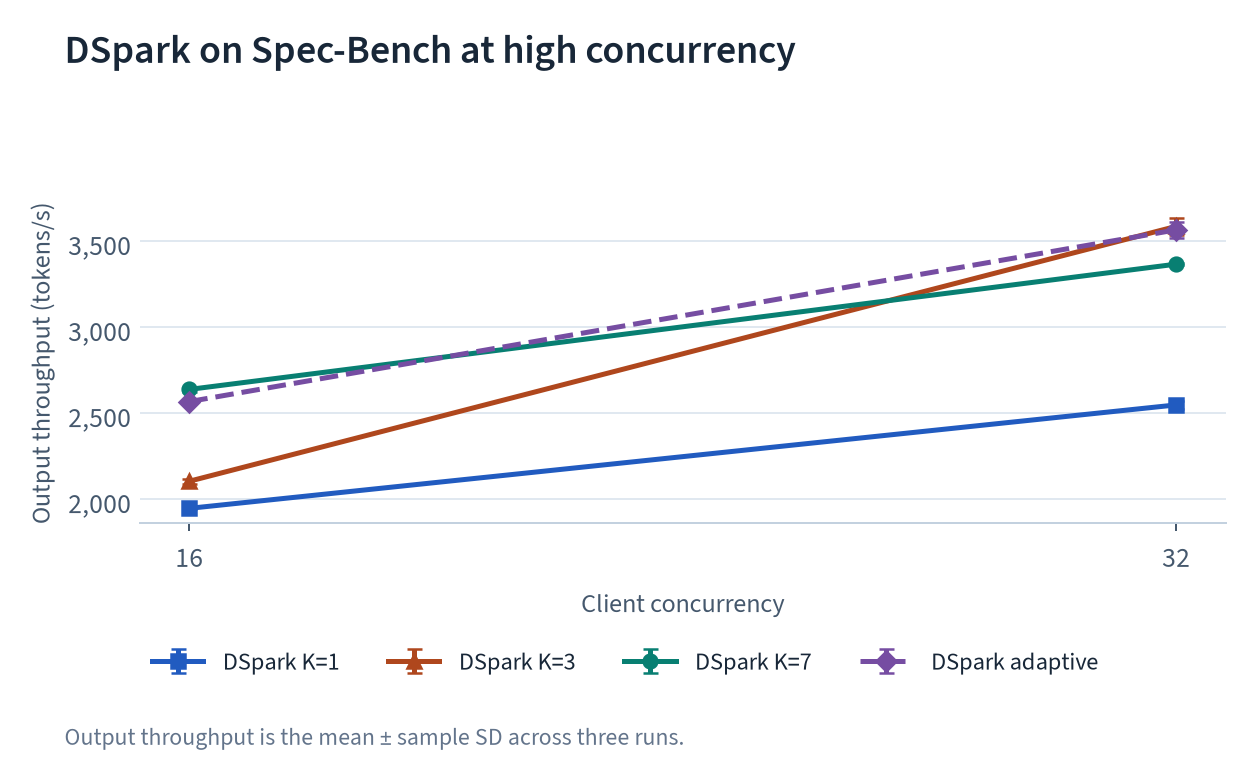 DSpark on Spec-Bench at high concurrency
Output throughput (tokens/s)
3,500
3,000
2,500
2,000
16
32
Client concurrency
DSpark K=1
DSpark K=3
DSpark K=7
DSpark adaptive
Output throughput is the mean ± sample SD across three runs.